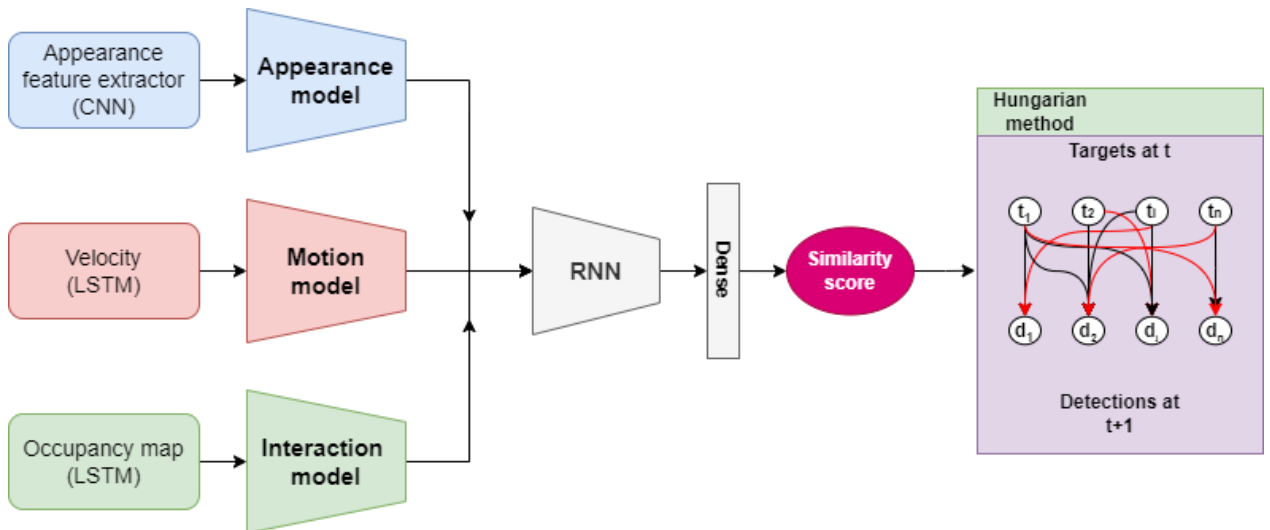 Appearance
feature extractor
(CNN)
Appearance
model
Velocity
(LSTM)
Motion
model
Occupancy map
(LSTM)
Interaction
model
RNN
Dense
Similarity
score
Hungarian
method
Targets at t
t₁ t₂ tᵢ tₙ
d₁ d₂ dᵢ dₙ
Detections at
t+1